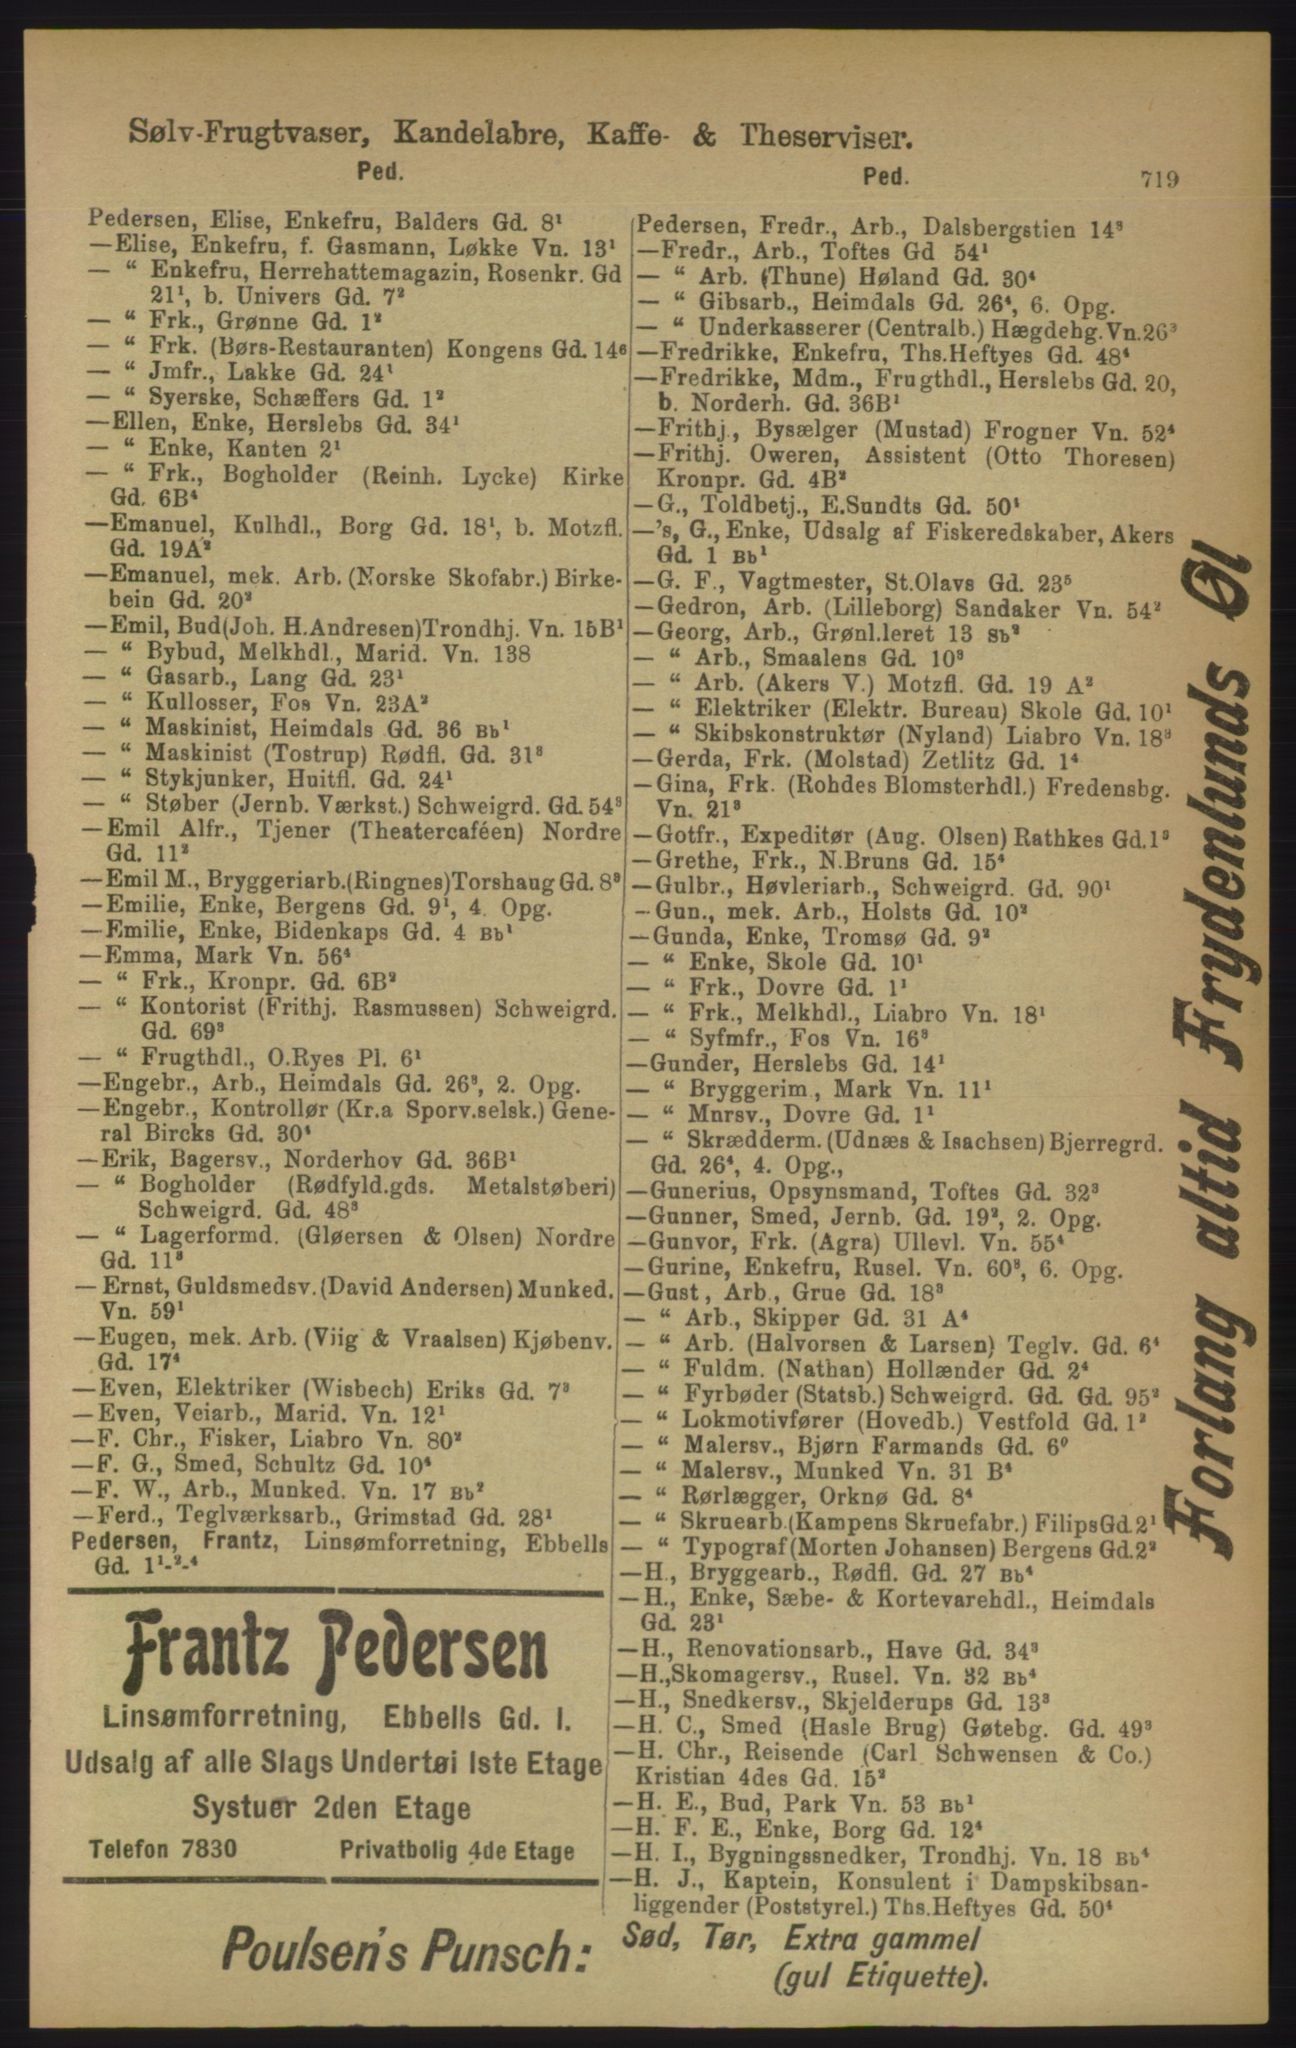 Sølv-Frugtvaser, Kandelabre, Kaffe- & Theserviser.
Ped.
Ped.
719
Pedersen, Elise, Enkefru, Balders Gd. 8¹
—Elise, Enkefru, f. Gasmann, Løkke Vn. 13¹
— “ Enkefru, Herrehattemagazin, Rosenkr. Gd
21¹, b. Univers Gd. 7²
— “ Frk., Grønne Gd. 1²
— “ Frk. (Børs-Restauranten) Kongens Gd. 14⁶
— “ Jmfr., Lakke Gd. 24¹
— “ Syerske, Schæffers Gd. 1²
—Ellen, Enke, Herslebs Gd. 34¹
— “ Enke, Kanten 2¹
— “ Frk., Bogholder (Reinh. Lycke) Kirke
Gd. 6B⁴
—Emanuel, Kulhdl., Borg Gd. 18¹, b. Motzfl.
Gd. 19A²
—Emanuel, mek. Arb. (Norske Skofabr.) Birke-
bein Gd. 20²
—Emil, Bud(Joh. H.Andresen)Trondhj. Vn. 15B¹
— “ Bybud, Melkhdl., Marid. Vn. 138
— “ Gasarb., Lang Gd. 23¹
— “ Kullosser, Fos Vn. 23A²
— “ Maskinist, Heimdals Gd. 36 Bb¹
— “ Maskinist (Tostrup) Rødfl. Gd. 31³
— “ Stykjunker, Huitfl. Gd. 24¹
— “ Støber (Jernb. Værkst.) Schweigrd. Gd. 54³
—Emil Alfr., Tjener (Theatercaféen) Nordre
Gd. 11²
—Emil M., Bryggeriarb.(Ringnes)Torshaug Gd. 8³
—Emilie, Enke, Bergens Gd. 9¹, 4. Opg.
—Emilie, Enke, Bidenkaps Gd. 4 Bb¹
—Emma, Mark Vn. 56⁴
— “ Frk., Kronpr. Gd. 6B²
— “ Kontorist (Frithj. Rasmussen) Schweigrd.
Gd. 69³
— “ Frugthdl., O.Ryes Pl. 6¹
—Engebr., Arb., Heimdals Gd. 26³, 2. Opg.
—Engebr., Kontrollør (Kr.a Sporv.selsk.) Gene-
ral Bircks Gd. 30⁴
—Erik, Bagersv., Norderhov Gd. 36B¹
— “ Bogholder (Rødfyld.gds. Metalstøberi)
Schweigrd. Gd. 48³
— “ Lagerformd. (Gløersen & Olsen) Nordre
Gd. 11³
—Ernst, Guldsmedsv.(David Andersen)Munked.
Vn. 59¹
—Eugen, mek. Arb. (Viig & Vraalsen) Kjøbenv.
Gd. 17⁴
—Even, Elektriker (Wisbech) Eriks Gd. 7³
—Even, Veiarb., Marid. Vn. 12¹
—F. Chr., Fisker, Liabro Vn. 80²
—F. G., Smed, Schultz Gd. 10⁴
—F. W., Arb., Munked. Vn. 17 Bb²
—Ferd., Teglværksarb., Grimstad Gd. 28¹
Pedersen, Frantz, Linsømforretning, Ebbells
Gd. 1¹-²-⁴
Frantz Pedersen
Linsømforretning, Ebbells Gd. 1.
Udsalg af alle Slags Undertøi 1ste Etage
Systuer 2den Etage
Telefon 7830 Privatbolig 4de Etage
Pedersen, Fredr., Arb., Dalsbergstien 14³
—Fredr., Arb., Toftes Gd 54¹
— “ Arb. (Thune) Høland Gd. 30⁴
— “ Gibsarb., Heimdals Gd. 26⁴, 6. Opg.
— “ Underkasserer (Centralb.) Hægdehg.Vn.26³
—Fredrikke, Enkefru, Ths.Heftyes Gd. 48⁴
—Fredrikke, Mdm., Frugthdl., Herslebs Gd. 20,
b. Norderh. Gd. 36B¹
—Frithj., Bysælger (Mustad) Frogner Vn. 52⁴
—Frithj. Oweren, Assistent (Otto Thoresen)
Kronpr. Gd. 4B²
—G., Toldbetj., E.Sundts Gd. 50⁴
—’s, G., Enke, Udsalg af Fiskeredskaber, Akers
Gd. 1 Bb¹
—G. F., Vagtmester, St.Olavs Gd. 23⁵
—Gedron, Arb. (Lilleborg) Sandaker Vn. 54²
—Georg, Arb., Grønl.leret 13 Sb²
— “ Arb., Smaalens Gd. 10³
— “ Arb. (Akers V.) Motzfl. Gd. 19 A²
— “ Elektriker (Elektr. Bureau) Skole Gd. 10¹
— “ Skibskonstruktør (Nyland) Liabro Vn. 18³
—Gerda, Frk. (Molstad) Zetlitz Gd. 1⁴
—Gina, Frk. (Rohdes Blomsterhdl.) Fredensbg.
Vn. 21³
—Gotfr., Expeditør (Aug. Olsen) Rathkes Gd.1³
—Grethe, Frk., N.Bruns Gd. 15⁴
—Gulbr., Høvleriarb., Schweigrd. Gd. 90¹
—Gun., mek. Arb., Holsts Gd. 10²
—Gunda, Enke, Tromsø Gd. 9²
— “ Enke, Skole Gd. 10¹
— “ Frk., Dovre Gd. 1¹
— “ Frk., Melkhdl., Liabro Vn. 18¹
— “ Syfmfr., Fos Vn. 16³
—Gunder, Herslebs Gd. 14¹
— “ Bryggerim., Mark Vn. 11¹
— “ Mnrsv., Dovre Gd. 1¹
— “ Skrædderm. (Udnæs & Isachsen) Bjerregrd.
Gd. 26⁴, 4. Opg.,
—Gunerius, Opsynsmand, Toftes Gd. 32³
—Gunner, Smed, Jernb. Gd. 19², 2. Opg.
—Gunvor, Frk. (Agra) Ullevl. Vn. 55⁴
—Gurine, Enkefru, Rusel. Vn. 60³, 6. Opg.
—Gust, Arb., Grue Gd. 18³
— “ Arb., Skipper Gd. 31 A⁴
— “ Arb. (Halvorsen & Larsen) Teglv. Gd. 6⁴
— “ Fuldm. (Nathan) Hollænder Gd. 2⁴
— “ Fyrbøder (Statsb.) Schweigrd. Gd. Gd. 95²
— “ Lokmotivfører (Hovedb.) Vestfold Gd. 1²
— “ Malersv., Bjørn Farmands Gd. 6⁰
— “ Malersv., Munked Vn. 31 B⁴
— “ Rørlægger, Orknø Gd. 8⁴
— “ Skruearb.(Kampens Skruefabr.) FilipsGd.2¹
— “ Typograf (Morten Johansen) Bergens Gd.2²
—H., Bryggearb., Rødfl. Gd. 27 Bb⁴
—H., Enke, Sæbe- & Kortevarehdl., Heimdals
Gd. 23¹
—H., Renovationsarb., Have Gd. 34³
—H.,Skomagersv., Rusel. Vn. 32 Bb⁴
—H., Snedkersv., Skjelderups Gd. 13³
—H. C., Smed (Hasle Brug) Gøtebg. Gd. 49³
—H. Chr., Reisende (Carl Schwensen & Co.)
Kristian 4des Gd. 15²
—H. E., Bud, Park Vn. 53 Bb¹
—H. F. E., Enke, Borg Gd. 12⁴
—H. I., Bygningssnedker, Trondhj. Vn. 18 Bb⁴
—H. J., Kaptein, Konsulent i Dampskibsan-
liggender (Poststyrel.) Ths.Heftyes Gd. 50⁴
Forlang altid Frydenlunds Øl
Poulsen's Punsch: Sød, Tør, Extra gammel
(gul Etiquette).